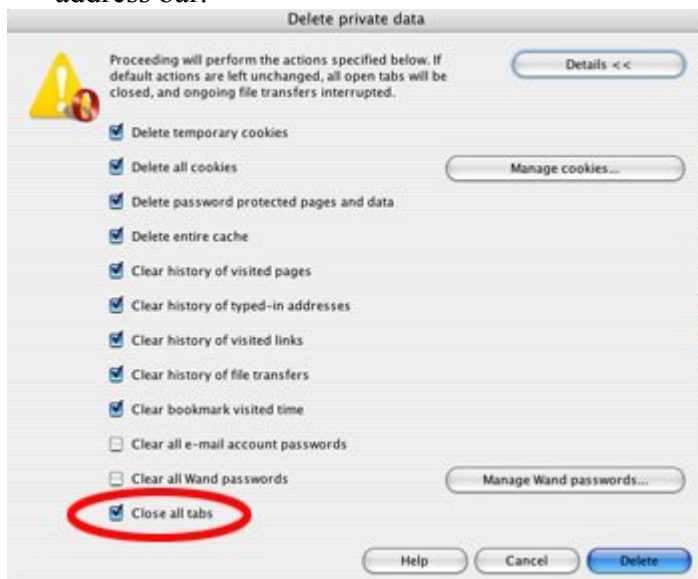 address bar.
Delete private data
Proceeding will perform the actions specified below. If
default actions are left unchanged, all open tabs will be
closed, and ongoing file transfers interrupted.
Details <<
Delete temporary cookies
Delete all cookies
Manage cookies...
Delete password protected pages and data
Delete entire cache
Clear history of visited pages
Clear history of typed-in addresses
Clear history of visited links
Clear history of file transfers
Clear bookmark visited time
Clear all e-mail account passwords
Clear all Wand passwords
Manage Wand passwords...
Close all tabs
Help
Cancel
Delete